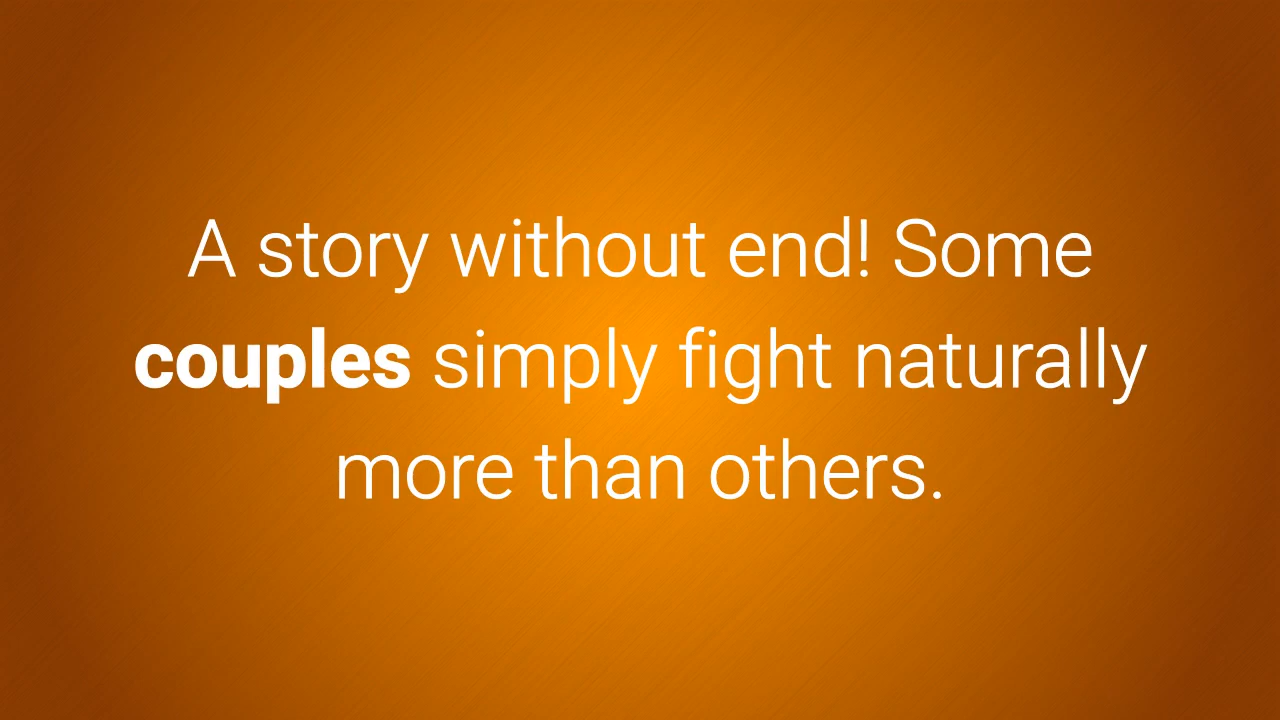 A story without end! Some
couples simply fight naturally
more than others.